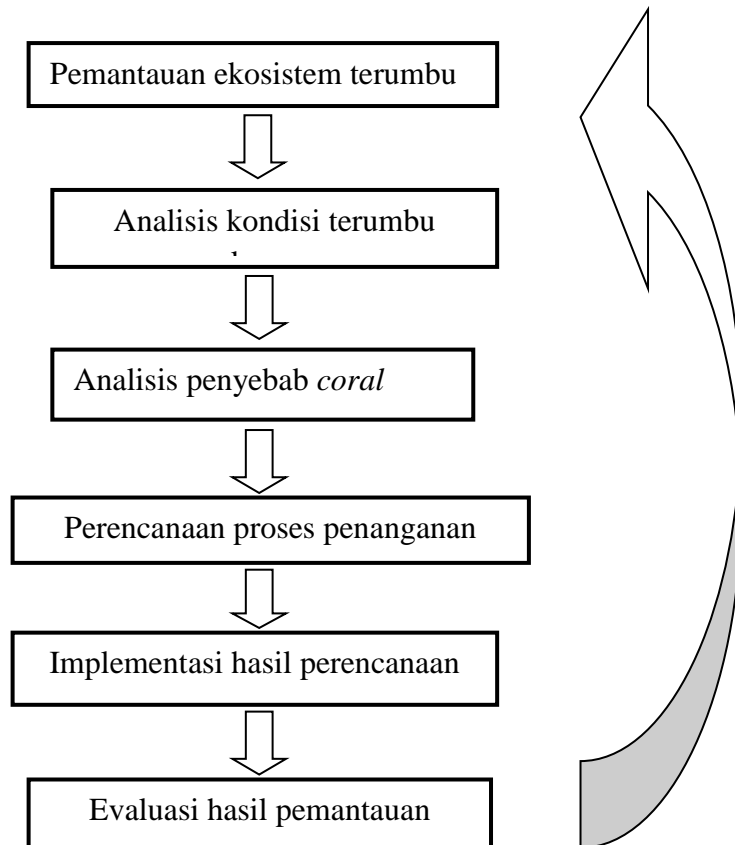 Pemantauan ekosistem terumbu
Analisis kondisi terumbu
Analisis penyebab coral
Perencanaan proses penanganan
Implementasi hasil perencanaan
Evaluasi hasil pemantauan